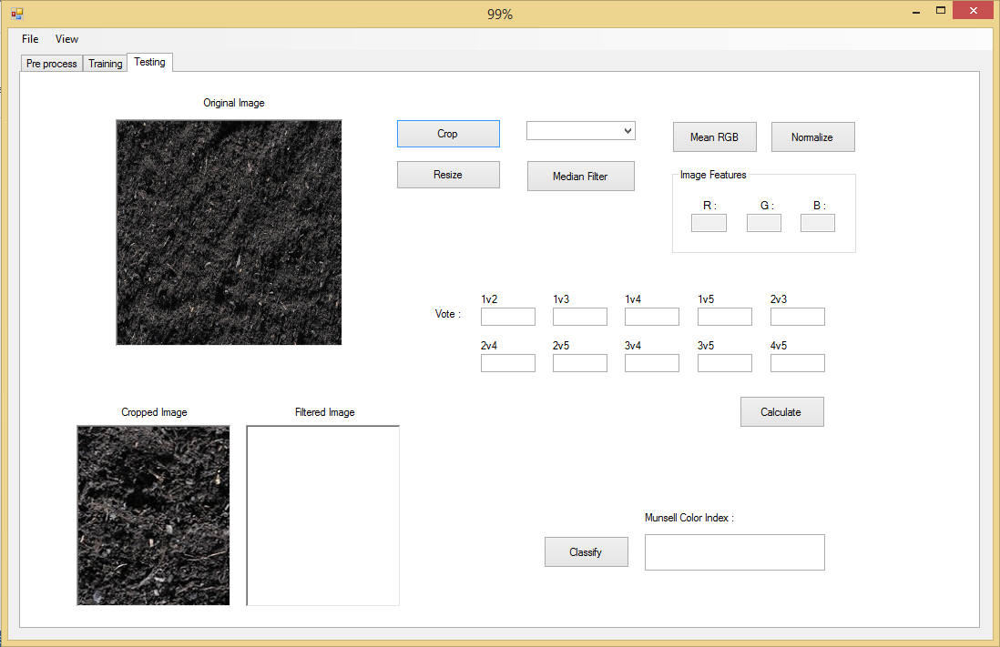 99%
File View
Pre process Training Testing
Original Image
Crop
Mean RGB Normalize
Resize
Median Filter
Image Features
R : G : B :
1v2 1v3 1v4 1v5 2v3
Vote :
2v4 2v5 3v4 3v5 4v5
Calculate
Cropped Image Filtered Image
Munsell Color Index :
Classify